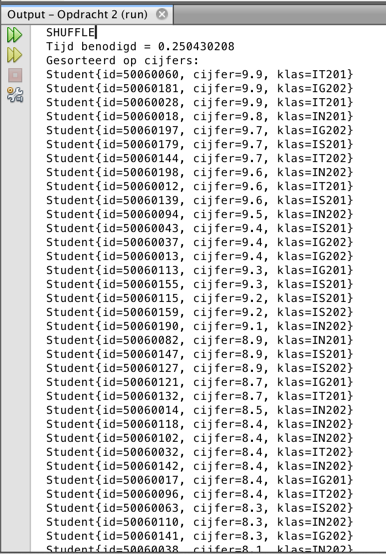 Output – Opdracht 2 (run)
SHUFFLE
Tijd benodigd = 0.250430208
Gesorteerd op cijfers:
Student{id=50060060, cijfer=9.9, klas=IT201}
Student{id=50060181, cijfer=9.9, klas=IG202}
Student{id=50060028, cijfer=9.9, klas=IT201}
Student{id=50060018, cijfer=9.8, klas=IN201}
Student{id=50060197, cijfer=9.7, klas=IG202}
Student{id=50060179, cijfer=9.7, klas=IS201}
Student{id=50060144, cijfer=9.7, klas=IT202}
Student{id=50060198, cijfer=9.6, klas=IN202}
Student{id=50060012, cijfer=9.6, klas=IT201}
Student{id=50060139, cijfer=9.6, klas=IS201}
Student{id=50060094, cijfer=9.5, klas=IN202}
Student{id=50060043, cijfer=9.4, klas=IS201}
Student{id=50060037, cijfer=9.4, klas=IG202}
Student{id=50060013, cijfer=9.4, klas=IT202}
Student{id=50060113, cijfer=9.3, klas=IG201}
Student{id=50060155, cijfer=9.3, klas=IS201}
Student{id=50060115, cijfer=9.2, klas=IS201}
Student{id=50060159, cijfer=9.2, klas=IS202}
Student{id=50060190, cijfer=9.1, klas=IN202}
Student{id=50060082, cijfer=8.9, klas=IN201}
Student{id=50060147, cijfer=8.9, klas=IS201}
Student{id=50060127, cijfer=8.9, klas=IS202}
Student{id=50060121, cijfer=8.7, klas=IG201}
Student{id=50060132, cijfer=8.7, klas=IT201}
Student{id=50060014, cijfer=8.5, klas=IN202}
Student{id=50060118, cijfer=8.4, klas=IN202}
Student{id=50060102, cijfer=8.4, klas=IN202}
Student{id=50060032, cijfer=8.4, klas=IT202}
Student{id=50060142, cijfer=8.4, klas=IN202}
Student{id=50060017, cijfer=8.4, klas=IG201}
Student{id=50060096, cijfer=8.4, klas=IT201}
Student{id=50060063, cijfer=8.3, klas=IS201}
Student{id=50060110, cijfer=8.3, klas=IN202}
Student{id=50060141, cijfer=8.3, klas=IG202}
Student{id=50060038, cijfer=8.1, klas=IN202}